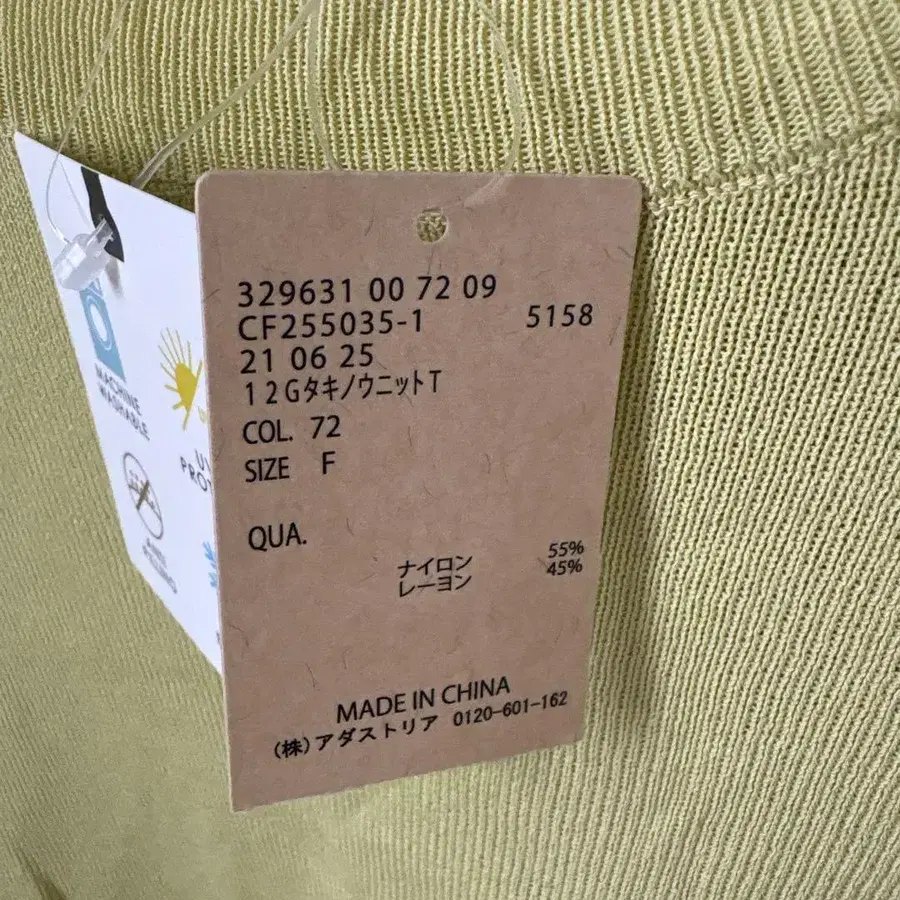 329631 00 72 09
CF255035-1 5158
21 06 25
12GタキノウニットT
COL. 72
SIZE F
QUA.
ナイロン 55%
レーヨン 45%
MADE IN CHINA
(株)アダストリア 0120-601-162
MACHINE
WASHABLE